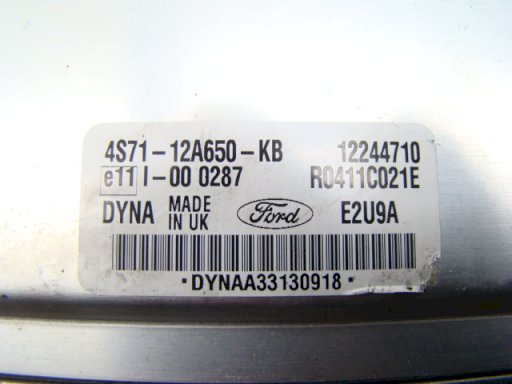 4S71-12A650-KB 12244710
e11 I-00 0287 R0411C021E
DYNA MADE IN UK Ford E2U9A
·DYNAA33130918·